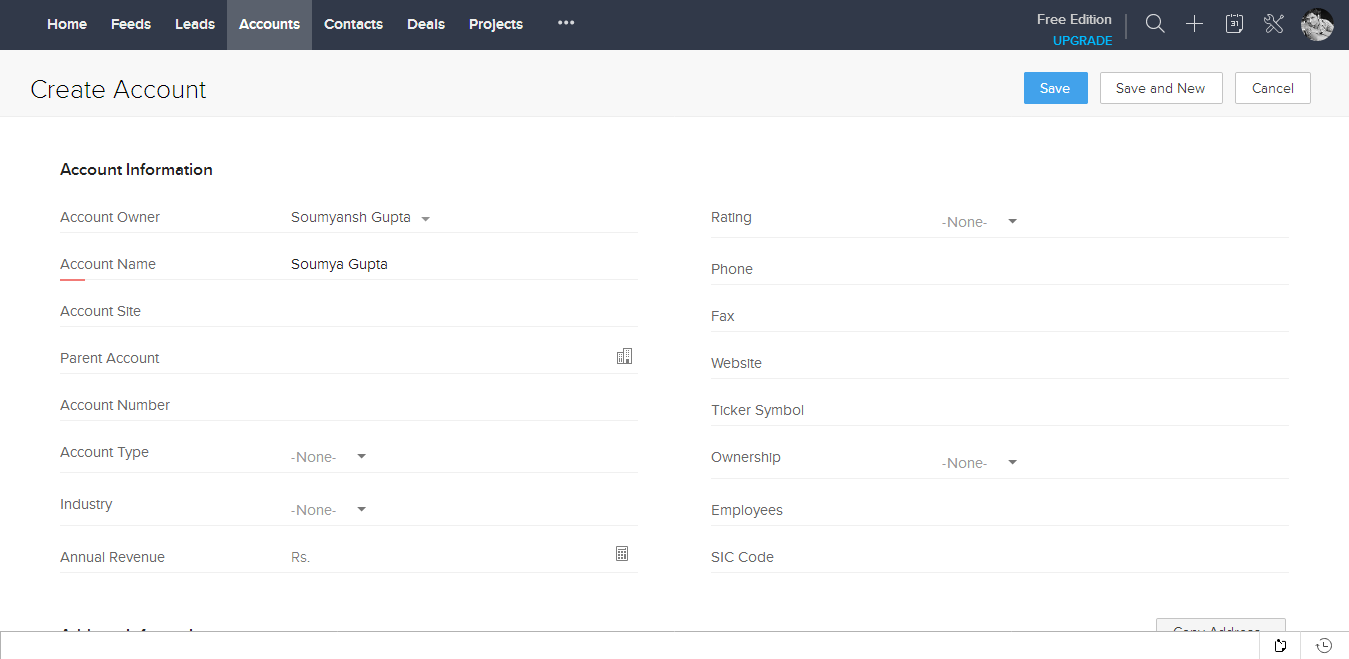 Home Feeds Leads Accounts Contacts Deals Projects ••• Free Edition
UPGRADE
31
Create Account Save Save and New Cancel
Account Information
Account Owner Soumyansh Gupta
Rating -None-
Account Name Soumya Gupta
Phone
Account Site
Fax
Parent Account
Website
Account Number
Ticker Symbol
Account Type -None-
Ownership -None-
Industry -None-
Employees
Annual Revenue Rs.
SIC Code
Copy Address